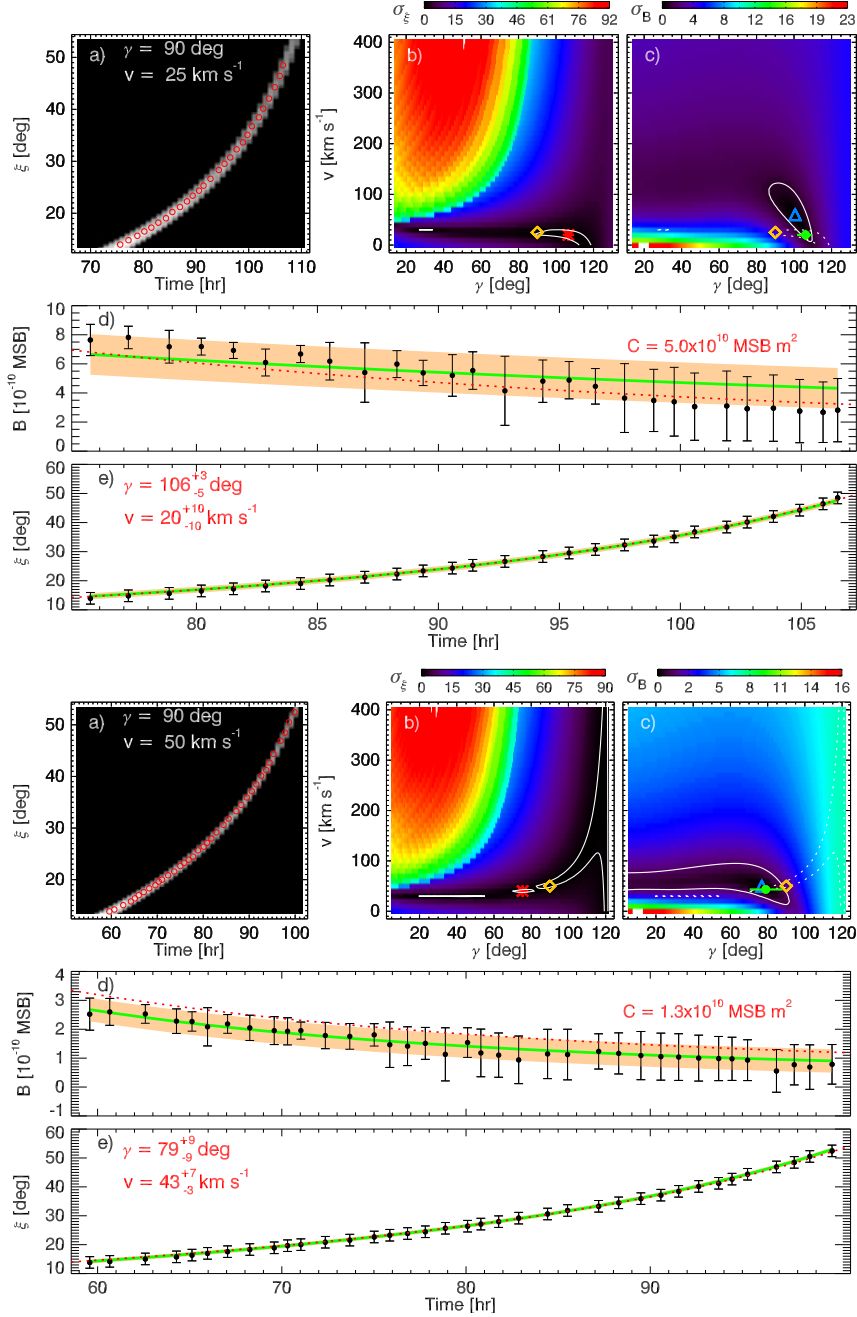 σξ 0 15 30 46 61 76 92
σB 0 3 7 11 15 19 23
a) γ = 90 deg
v = 25 km s⁻¹
b)
c)
ξ [deg]
50
40
30
20
70 80 90 100 110
Time [hr]
v [km s⁻¹]
400
300
200
100
0
20 40 60 80 100 120
γ [deg]
20 40 60 80 100 120
γ [deg]
d)
C = 5.0x10¹⁰ MSB m²
B [10⁻¹⁰ MSB]
10
8
6
4
2
0
e)
γ = 106⁺³₋₅ deg
v = 20⁺¹⁰₋₁₀ km s⁻¹
ξ [deg]
60
50
40
30
20
10
80 85 90 95 100 105
Time [hr]
σξ 0 15 30 45 60 75 90
σB 0 2 5 8 10 13 16
a) γ = 90 deg
v = 50 km s⁻¹
b)
c)
ξ [deg]
50
40
30
20
60 70 80 90 100
Time [hr]
v [km s⁻¹]
400
300
200
100
0
20 40 60 80 100 120
γ [deg]
20 40 60 80 100 120
γ [deg]
d)
C = 1.3x10¹⁰ MSB m²
B [10⁻¹⁰ MSB]
4
3
2
1
0
-1
e)
γ = 79⁺⁹₋₉ deg
v = 43⁺⁷₋₃ km s⁻¹
ξ [deg]
60
50
40
30
20
10
60 70 80 90
Time [hr]